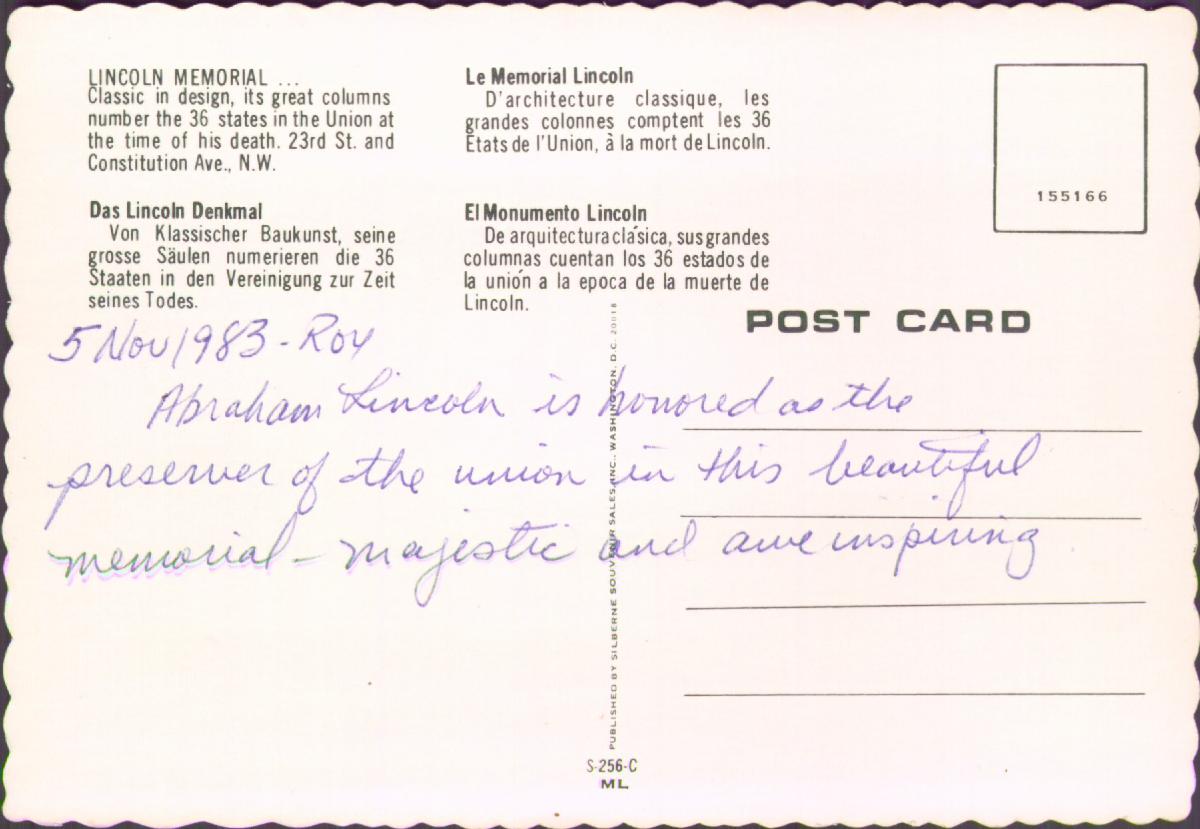 LINCOLN MEMORIAL ...
Classic in design, its great columns
number the 36 states in the Union at
the time of his death. 23rd St. and
Constitution Ave., N.W.
Das Lincoln Denkmal
Von Klassischer Baukunst, seine
grosse Säulen numerieren die 36
Staaten in den Vereinigung zur Zeit
seines Todes.
Le Memorial Lincoln
D'architecture classique, les
grandes colonnes comptent les 36
Etats de l'Union, à la mort de Lincoln.
El Monumento Lincoln
De arquitectura clásica, sus grandes
columnas cuentan los 36 estados de
la unión a la epoca de la muerte de
Lincoln.
155166
POST CARD
5 Nov 1983 - Roy
Abraham Lincoln is honored as the
preserver of the union in this beautiful
memorial - majestic and awe inspiring
PUBLISHED BY SILBERNE SOUVENIR SALES, INC., WASHINGTON, D.C. 20018
S-256-C
ML